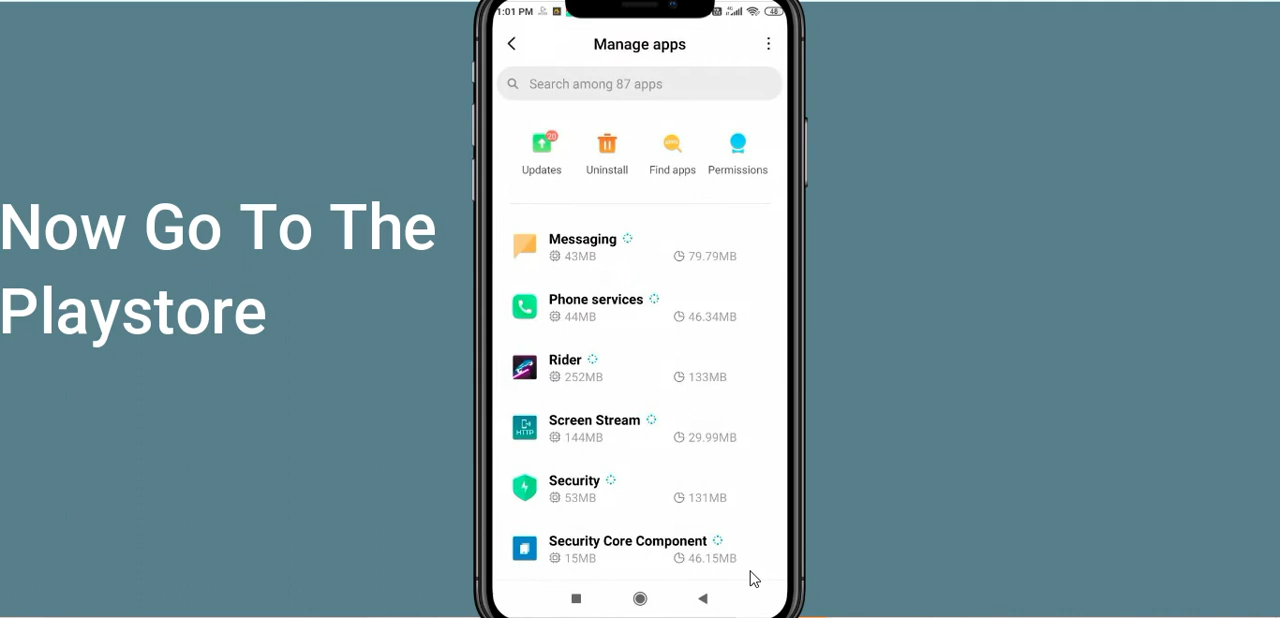 1:01 PM
48
Manage apps
Search among 87 apps
20
Updates
Uninstall
Find apps
Permissions
Now Go To The
Playstore
Messaging
43MB 79.79MB
Phone services
44MB 46.34MB
Rider
252MB 133MB
HTTP
Screen Stream
144MB 29.99MB
Security
53MB 131MB
Security Core Component
15MB 46.15MB